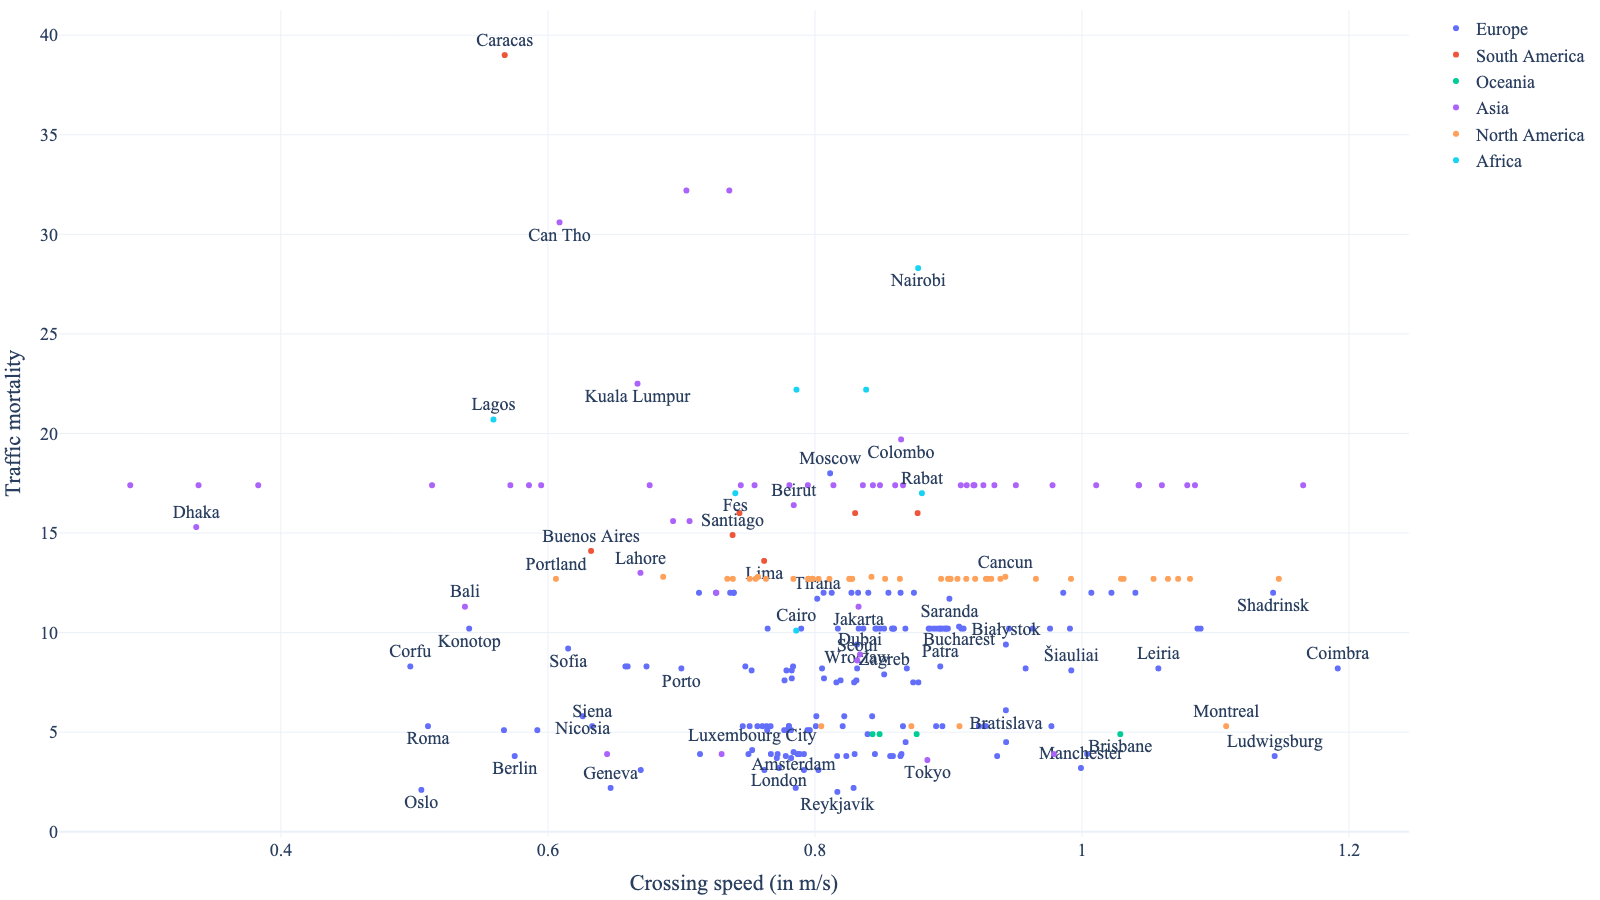 40
35
30
25
20
15
10
5
0
Traffic mortality
0.4
0.6
0.8
1
1.2
Crossing speed (in m/s)
Europe
South America
Oceania
Asia
North America
Africa
Caracas
Can Tho
Nairobi
Kuala Lumpur
Lagos
Colombo
Moscow
Rabat
Beirut
Fes
Dhaka
Santiago
Buenos Aires
Portland
Lahore
Lima
Cancun
Tirana
Bali
Shadrinsk
Saranda
Cairo
Jakarta
Konotop
Białystok
Bucharest
Dubai
Seoul
Corfu
Sofia
Wrocław
Zagreb
Patra
Šiauliai
Leiria
Coimbra
Porto
Siena
Nicosia
Bratislava
Montreal
Roma
Luxembourg City
Brisbane
Ludwigsburg
Manchester
Berlin
Geneva
Amsterdam
London
Tokyo
Oslo
Reykjavík